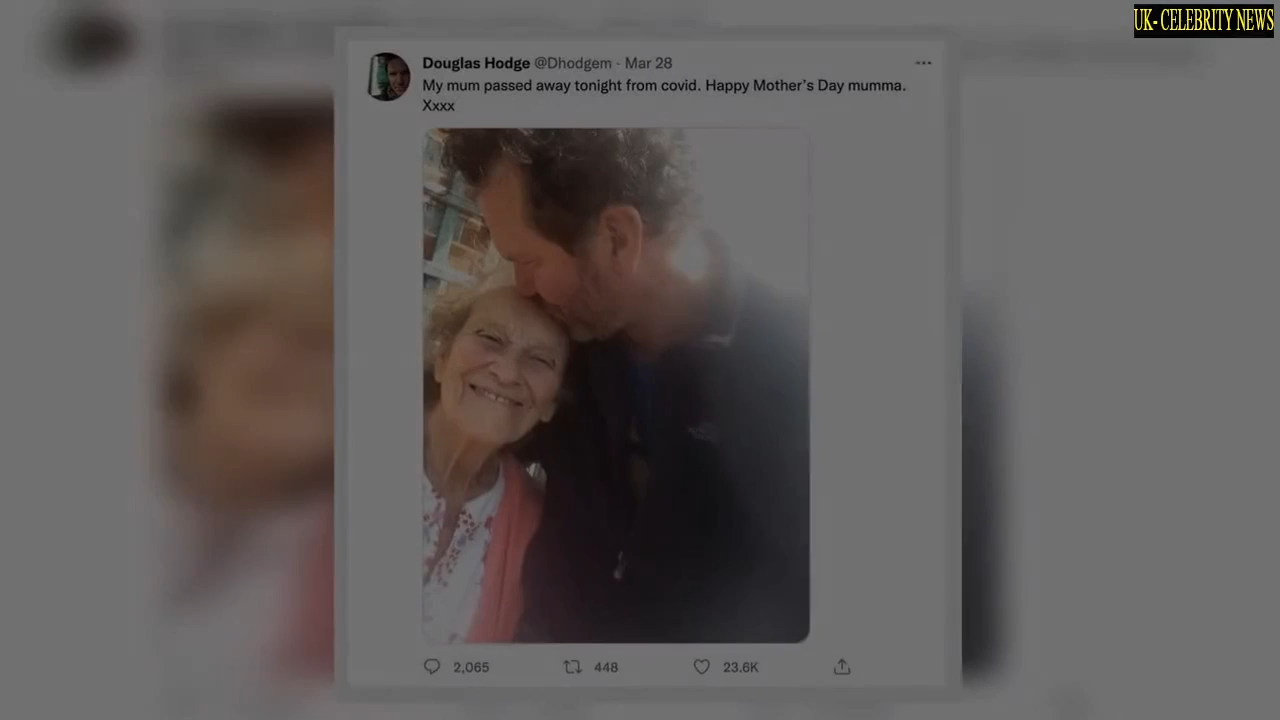 UK- CELEBRITY NEWS
Douglas Hodge @Dhodgem · Mar 28
My mum passed away tonight from covid. Happy Mother's Day mumma.
Xxxx
2,065 448 23.6K